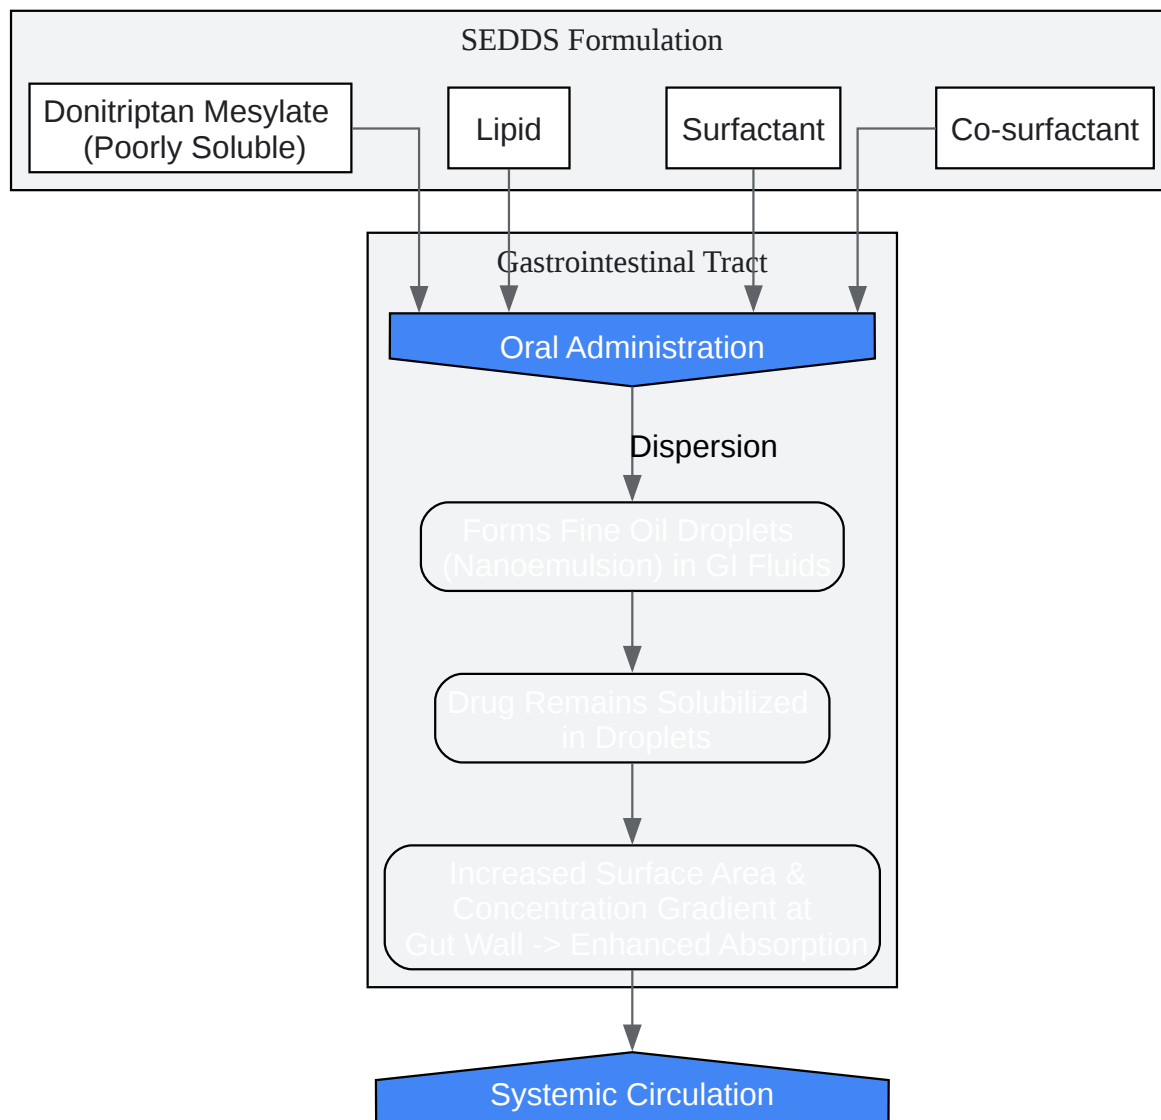 SEDDS Formulation
Donitriptan Mesylate
(Poorly Soluble)
Lipid
Surfactant
Co-surfactant
Gastrointestinal Tract
Oral Administration
Dispersion
Forms Fine Oil Droplets
(Nanoemulsion) in GI Fluids
Drug Remains Solubilized
in Droplets
Increased Surface Area &
Concentration Gradient at
Gut Wall -> Enhanced Absorption
Systemic Circulation